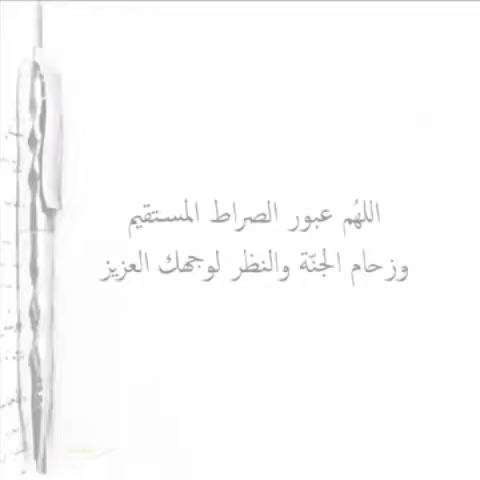 اللهُم عبور الصراط المستقيم
وزحام الجنّة والنظر لوجهك العزيز